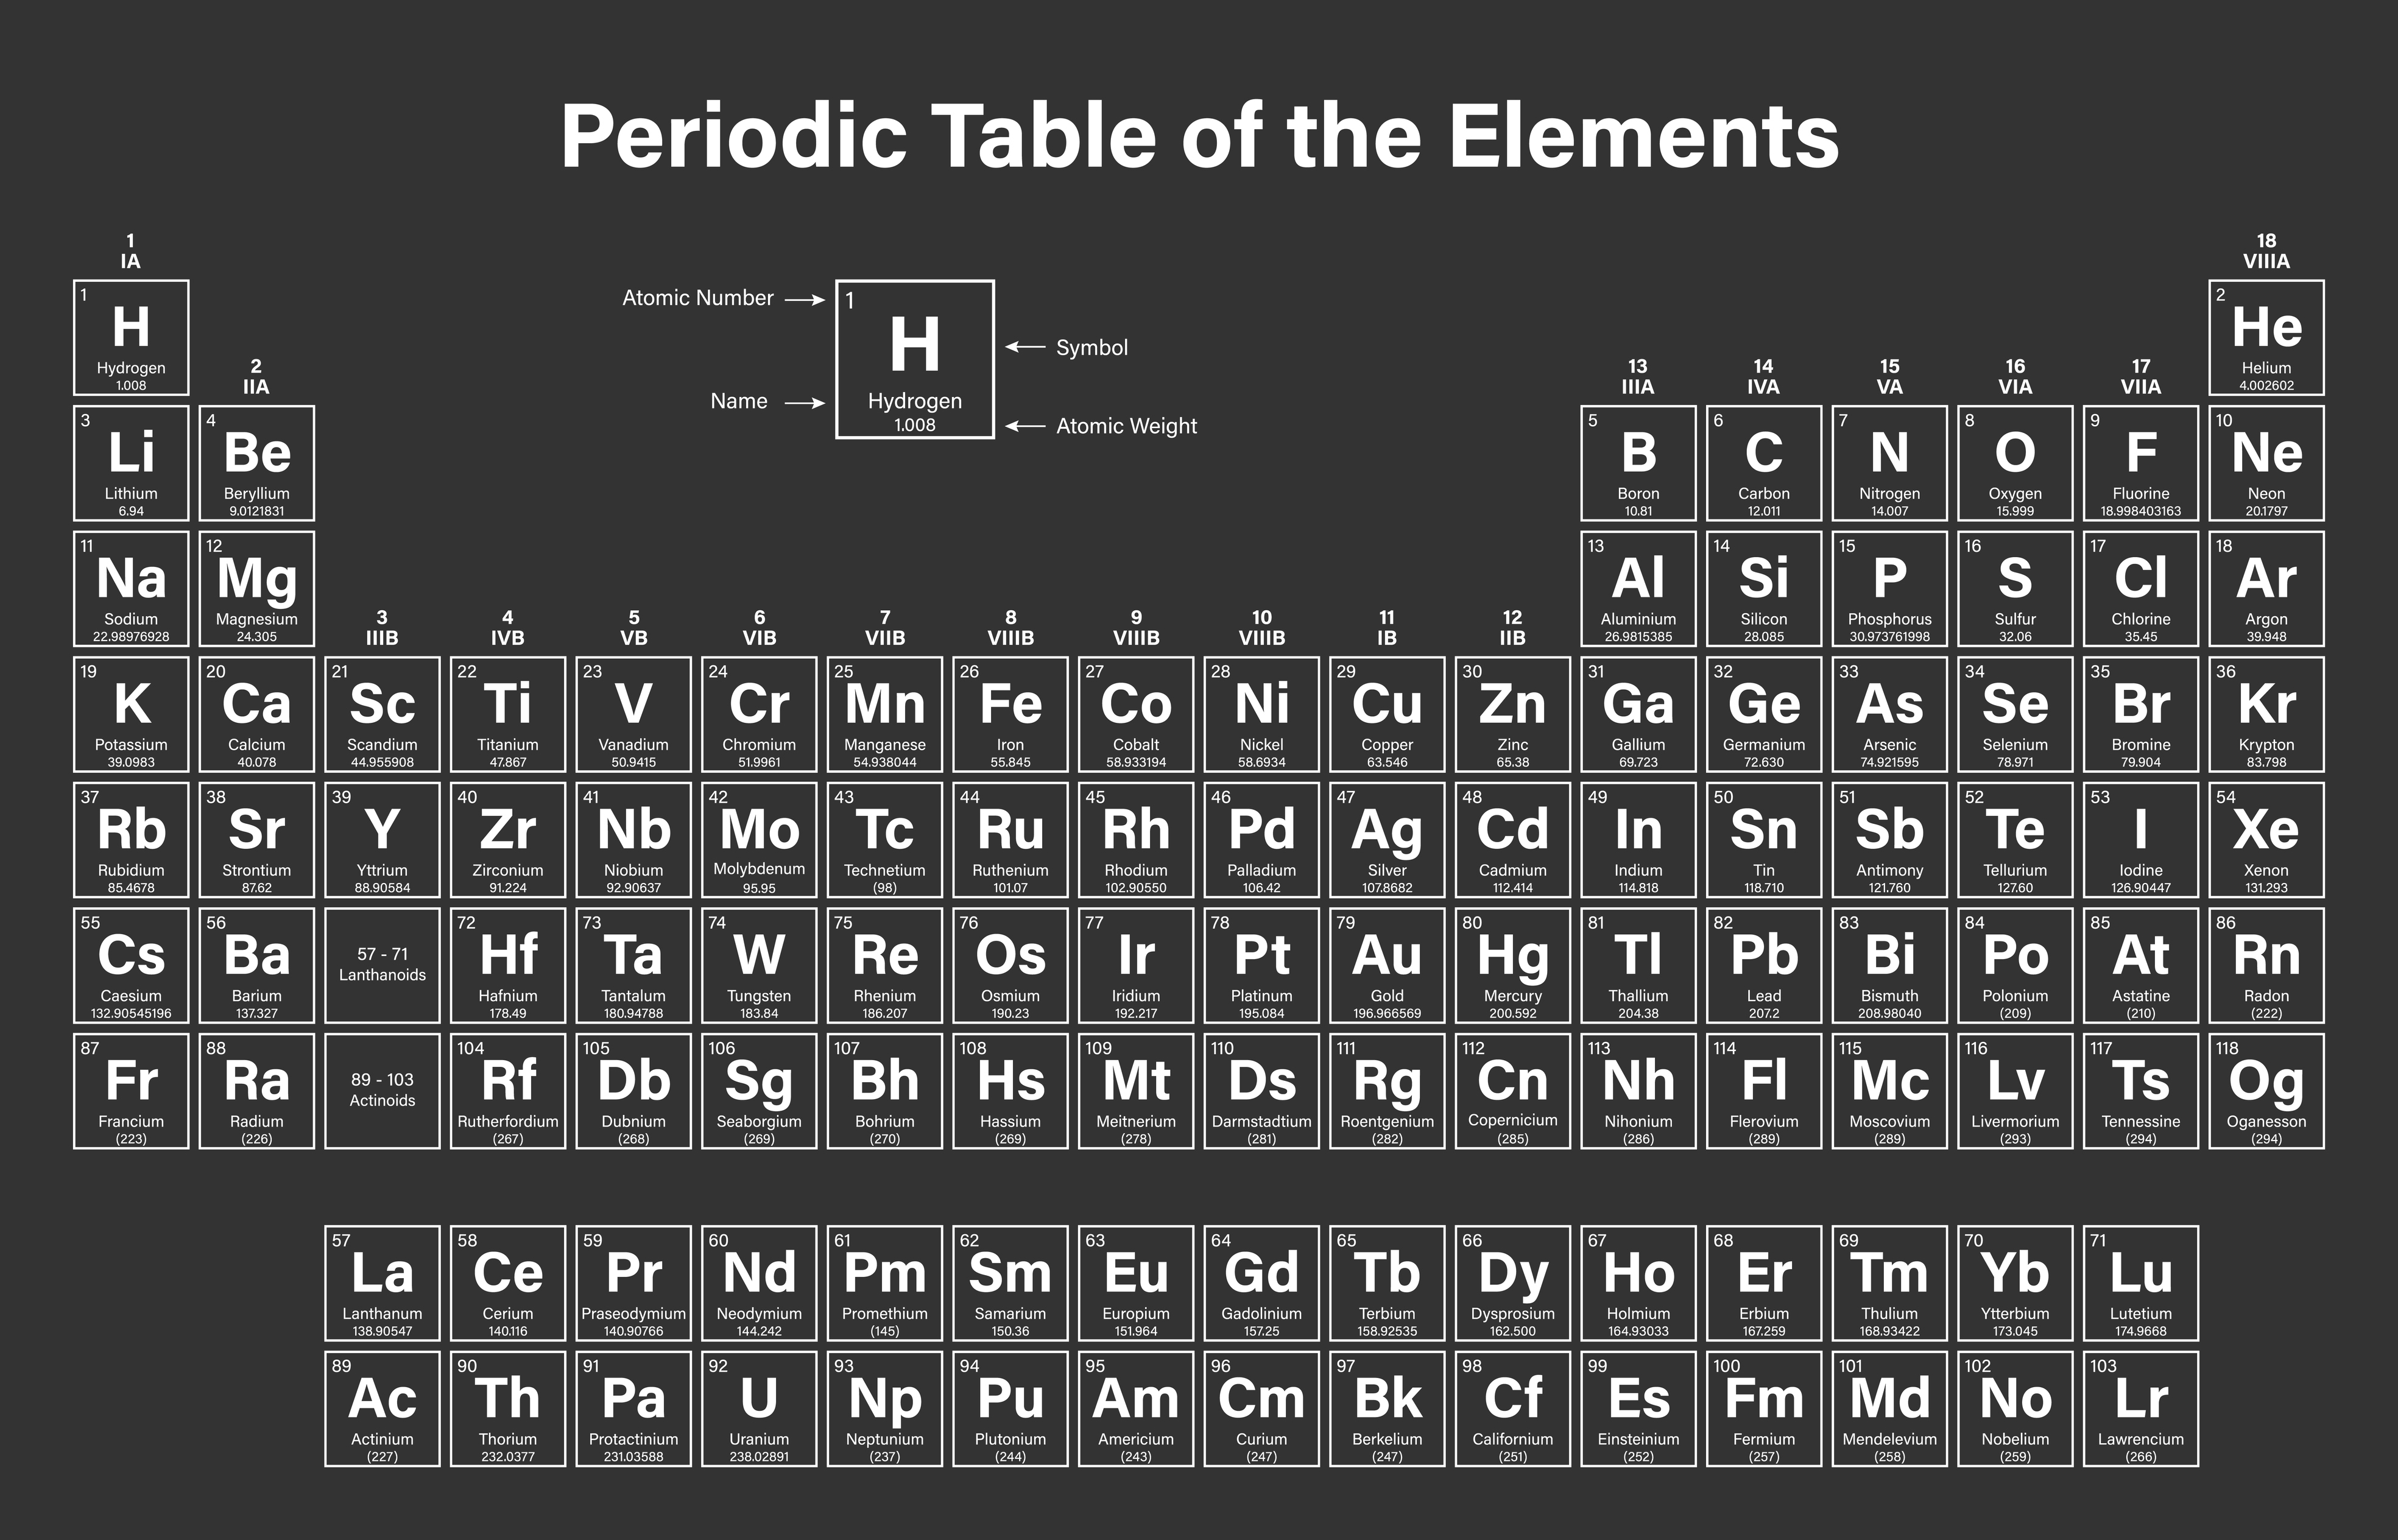 Periodic Table of the Elements
1
IA
18
VIIIA
Atomic Number
1
H
Hydrogen
1.008
Symbol
Name
Atomic Weight
1
H
Hydrogen
1.008
2
IIA
13
IIIA
14
IVA
15
VA
16
VIA
17
VIIA
2
He
Helium
4.002602
3
Li
Lithium
6.94
4
Be
Beryllium
9.0121831
5
B
Boron
10.81
6
C
Carbon
12.011
7
N
Nitrogen
14.007
8
O
Oxygen
15.999
9
F
Fluorine
18.998403163
10
Ne
Neon
20.1797
11
Na
Sodium
22.98976928
12
Mg
Magnesium
24.305
3
IIIB
4
IVB
5
VB
6
VIB
7
VIIB
8
VIIIB
9
VIIIB
10
VIIIB
11
IB
12
IIB
13
Al
Aluminium
26.9815385
14
Si
Silicon
28.085
15
P
Phosphorus
30.973761998
16
S
Sulfur
32.06
17
Cl
Chlorine
35.45
18
Ar
Argon
39.948
19
K
Potassium
39.0983
20
Ca
Calcium
40.078
21
Sc
Scandium
44.955908
22
Ti
Titanium
47.867
23
V
Vanadium
50.9415
24
Cr
Chromium
51.9961
25
Mn
Manganese
54.938044
26
Fe
Iron
55.845
27
Co
Cobalt
58.933194
28
Ni
Nickel
58.6934
29
Cu
Copper
63.546
30
Zn
Zinc
65.38
31
Ga
Gallium
69.723
32
Ge
Germanium
72.630
33
As
Arsenic
74.921595
34
Se
Selenium
78.971
35
Br
Bromine
79.904
36
Kr
Krypton
83.798
37
Rb
Rubidium
85.4678
38
Sr
Strontium
87.62
39
Y
Yttrium
88.90584
40
Zr
Zirconium
91.224
41
Nb
Niobium
92.90637
42
Mo
Molybdenum
95.95
43
Tc
Technetium
(98)
44
Ru
Ruthenium
101.07
45
Rh
Rhodium
102.90550
46
Pd
Palladium
106.42
47
Ag
Silver
107.8682
48
Cd
Cadmium
112.414
49
In
Indium
114.818
50
Sn
Tin
118.710
51
Sb
Antimony
121.760
52
Te
Tellurium
127.60
53
I
Iodine
126.90447
54
Xe
Xenon
131.293
55
Cs
Caesium
132.90545196
56
Ba
Barium
137.327
57 - 71
Lanthanoids
72
Hf
Hafnium
178.49
73
Ta
Tantalum
180.94788
74
W
Tungsten
183.84
75
Re
Rhenium
186.207
76
Os
Osmium
190.23
77
Ir
Iridium
192.217
78
Pt
Platinum
195.084
79
Au
Gold
196.966569
80
Hg
Mercury
200.592
81
Tl
Thallium
204.38
82
Pb
Lead
207.2
83
Bi
Bismuth
208.98040
84
Po
Polonium
(209)
85
At
Astatine
(210)
86
Rn
Radon
(222)
87
Fr
Francium
(223)
88
Ra
Radium
(226)
89 - 103
Actinoids
104
Rf
Rutherfordium
(267)
105
Db
Dubnium
(268)
106
Sg
Seaborgium
(269)
107
Bh
Bohrium
(270)
108
Hs
Hassium
(269)
109
Mt
Meitnerium
(278)
110
Ds
Darmstadtium
(281)
111
Rg
Roentgenium
(282)
112
Cn
Copernicium
(285)
113
Nh
Nihonium
(286)
114
Fl
Flerovium
(289)
115
Mc
Moscovium
(289)
116
Lv
Livermorium
(293)
117
Ts
Tennessine
(294)
118
Og
Oganesson
(294)
57
La
Lanthanum
138.90547
58
Ce
Cerium
140.116
59
Pr
Praseodymium
140.90766
60
Nd
Neodymium
144.242
61
Pm
Promethium
(145)
62
Sm
Samarium
150.36
63
Eu
Europium
151.964
64
Gd
Gadolinium
157.25
65
Tb
Terbium
158.92535
66
Dy
Dysprosium
162.500
67
Ho
Holmium
164.93033
68
Er
Erbium
167.259
69
Tm
Thulium
168.93422
70
Yb
Ytterbium
173.045
71
Lu
Lutetium
174.9668
89
Ac
Actinium
(227)
90
Th
Thorium
232.0377
91
Pa
Protactinium
231.03588
92
U
Uranium
238.02891
93
Np
Neptunium
(237)
94
Pu
Plutonium
(244)
95
Am
Americium
(243)
96
Cm
Curium
(247)
97
Bk
Berkelium
(247)
98
Cf
Californium
(251)
99
Es
Einsteinium
(252)
100
Fm
Fermium
(257)
101
Md
Mendelevium
(258)
102
No
Nobelium
(259)
103
Lr
Lawrencium
(266)